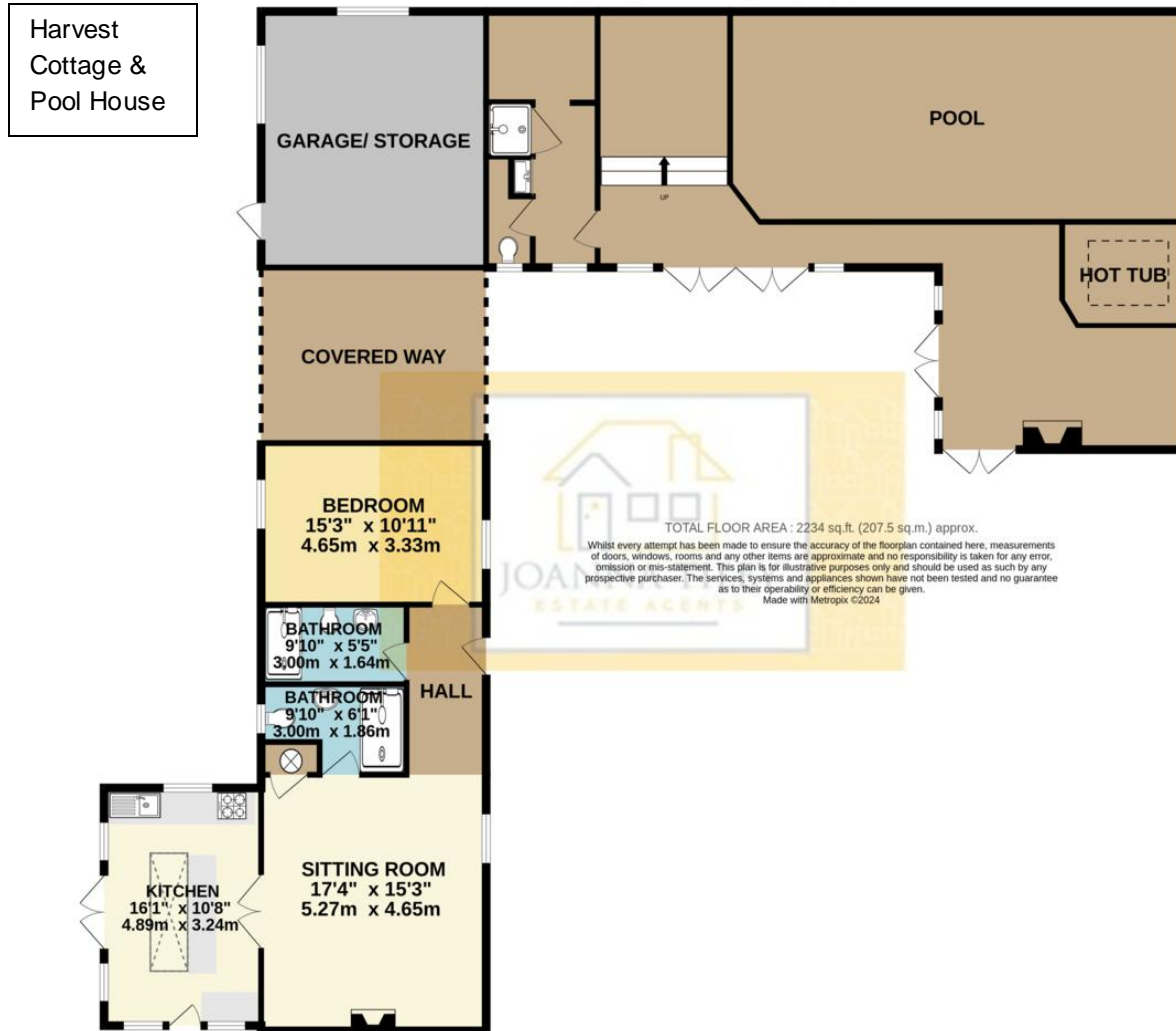 Harvest
Cottage &
Pool House
GARAGE/ STORAGE
POOL
UP
HOT TUB
COVERED WAY
BEDROOM
15'3" x 10'11"
4.65m x 3.33m
TOTAL FLOOR AREA : 2234 sq.ft. (207.5 sq.m.) approx.
Whilst every attempt has been made to ensure the accuracy of the floorplan contained here, measurements
of doors, windows, rooms and any other items are approximate and no responsibility is taken for any error,
omission or mis-statement. This plan is for illustrative purposes only and should be used as such by any
prospective purchaser. The services, systems and appliances shown have not been tested and no guarantee
as to their operability or efficiency can be given.
Made with Metropix ©2024
ESTATE AGENTS
BATHROOM
9'10" x 5'5"
3.00m x 1.64m
HALL
BATHROOM
9'10" x 6'1"
3.00m x 1.86m
SITTING ROOM
17'4" x 15'3"
5.27m x 4.65m
KITCHEN
16'1" x 10'8"
4.89m x 3.24m